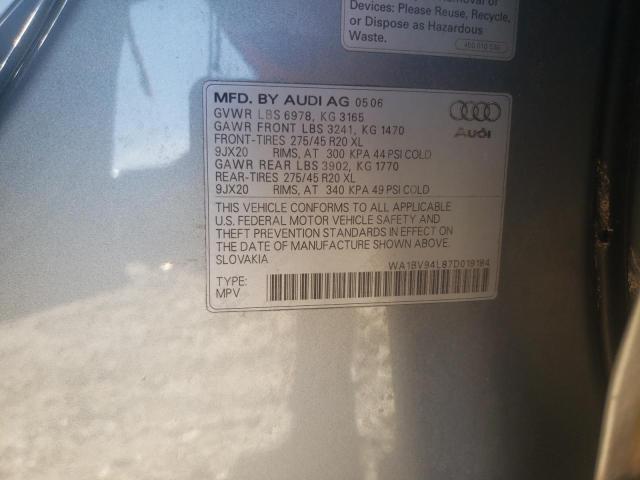 Devices: Please Reuse, Recycle,
or Dispose as Hazardous
Waste.
MFD. BY AUDI AG 05 06
GVWR LBS 6978, KG 3165
GAWR FRONT LBS 3241, KG 1470
FRONT-TIRES 275/45 R20 XL
9JX20 RIMS, AT 300 KPA 44 PSI COLD
GAWR REAR LBS 3902, KG 1770
REAR-TIRES 275/45 R20 XL
9JX20 RIMS, AT 340 KPA 49 PSI COLD
Audi
THIS VEHICLE CONFORMS TO ALL APPLICABLE
U.S. FEDERAL MOTOR VEHICLE SAFETY AND
THEFT PREVENTION STANDARDS IN EFFECT ON
THE DATE OF MANUFACTURE SHOWN ABOVE.
SLOVAKIA
WA1BV94L87D019184
TYPE:
MPV